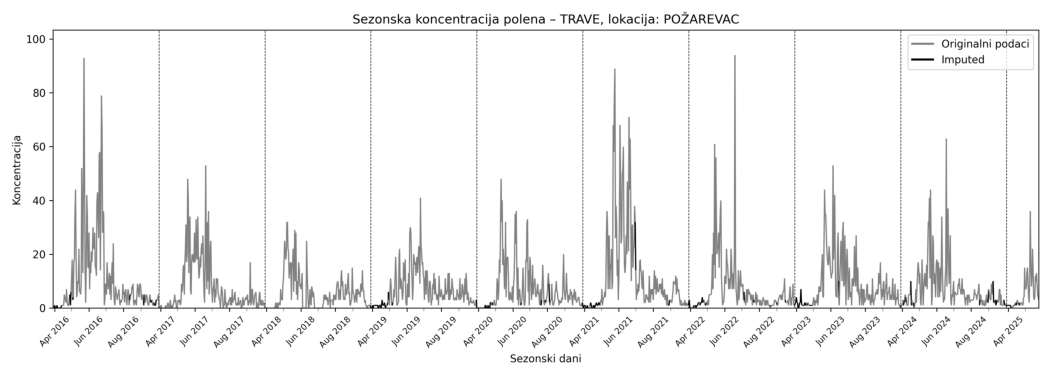 Sezonska koncentracija polena – TRAVE, lokacija: POŽAREVAC
Originalni podaci
Imputed
Koncentracija
100
80
60
40
20
0
Apr 2016
Jun 2016
Aug 2016
Apr 2017
Jun 2017
Aug 2017
Apr 2018
Jun 2018
Aug 2018
Apr 2019
Jun 2019
Aug 2019
Apr 2020
Jun 2020
Aug 2020
Apr 2021
Jun 2021
Aug 2021
Apr 2022
Jun 2022
Aug 2022
Apr 2023
Jun 2023
Aug 2023
Apr 2024
Jun 2024
Aug 2024
Apr 2025
Sezonski dani